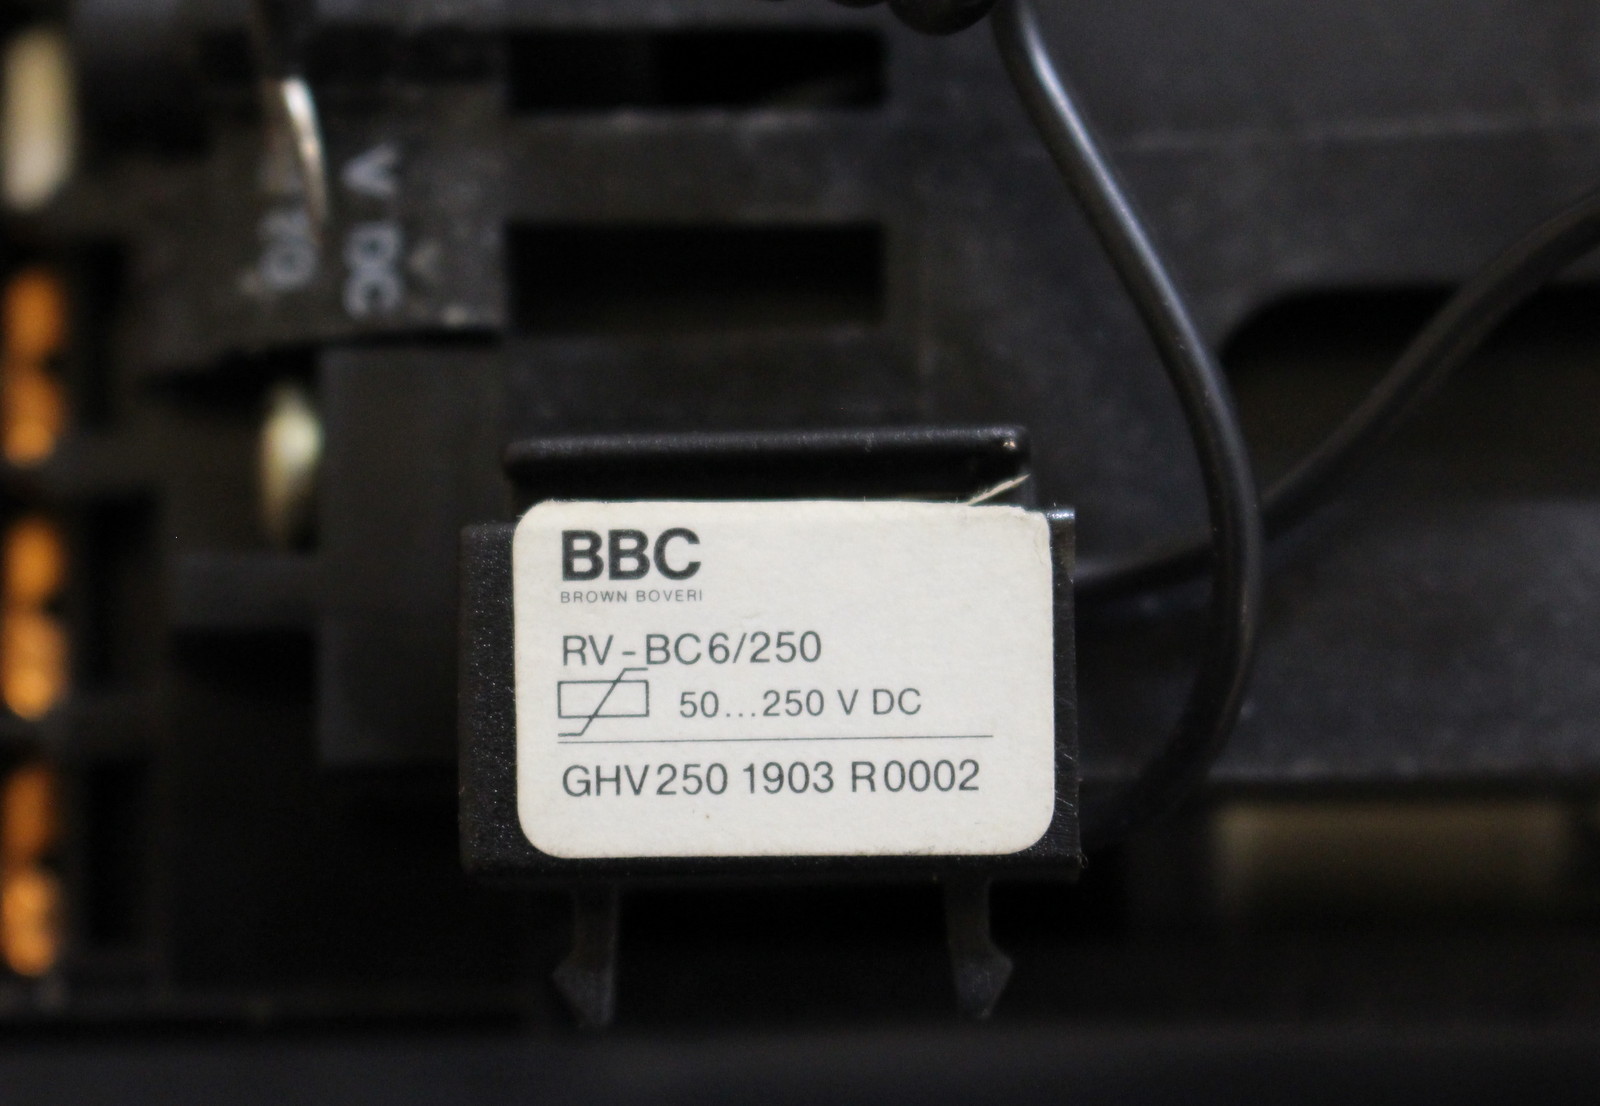 V DC
BBC
BROWN BOVERI
RV-BC6/250
50...250 V DC
GHV250 1903 R0002